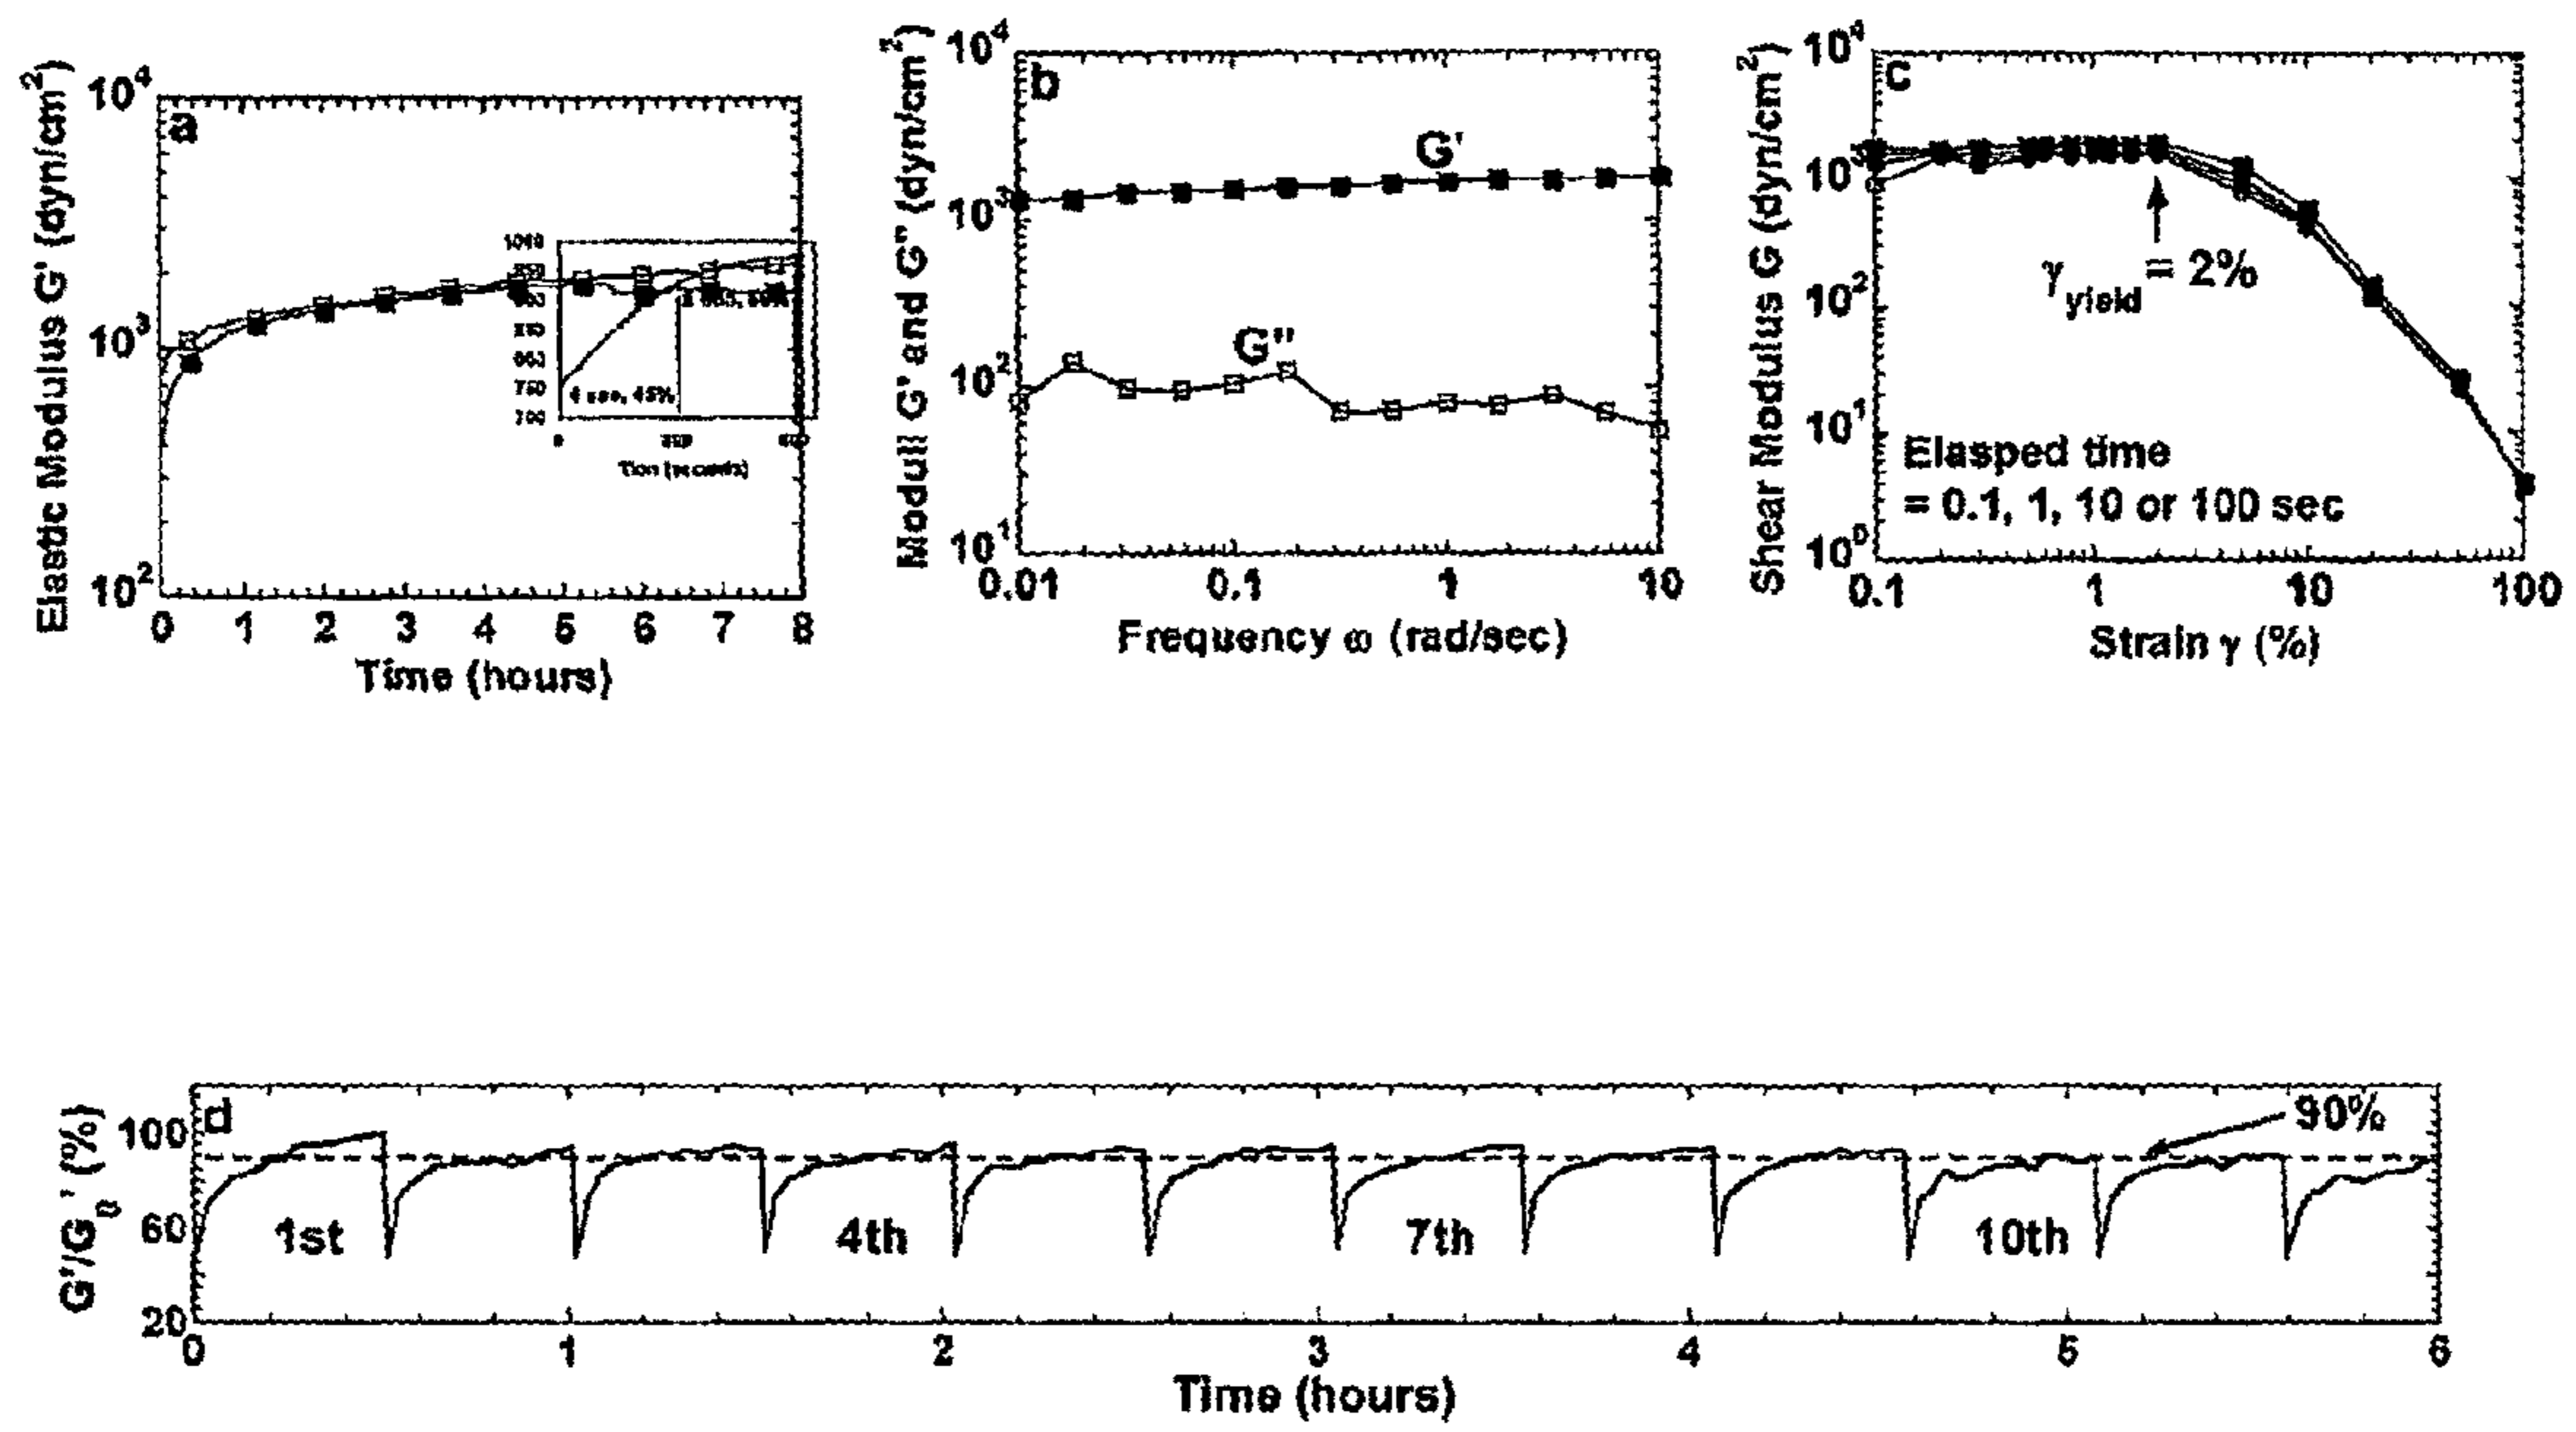 a
Elastic Modulus G' (dyn/cm²)
10⁴
10³
10²
0 1 2 3 4 5 6 7 8
Time (hours)
4 sec, 45%
b
Moduli G' and G" (dyn/cm²)
10⁴
10³
10²
10¹
G'
G"
0.01 0.1 1 10
Frequency ω (rad/sec)
c
Shear Modulus G (dyn/cm²)
10⁴
10³
10²
10¹
10⁰
γyield = 2%
Elasped time
= 0.1, 1, 10 or 100 sec
0.1 1 10 100
Strain γ (%)
d
G'/G₀' (%)
100
60
20
90%
1st 4th 7th 10th
0 1 2 3 4 5 6
Time (hours)